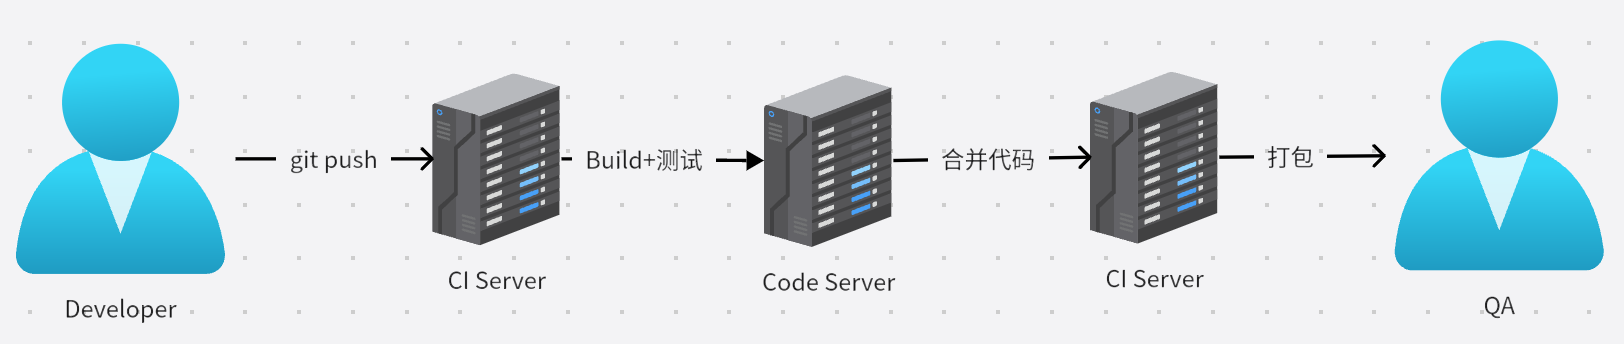 git push
Build+测试
合并代码
打包
Developer
CI Server
Code Server
CI Server
QA